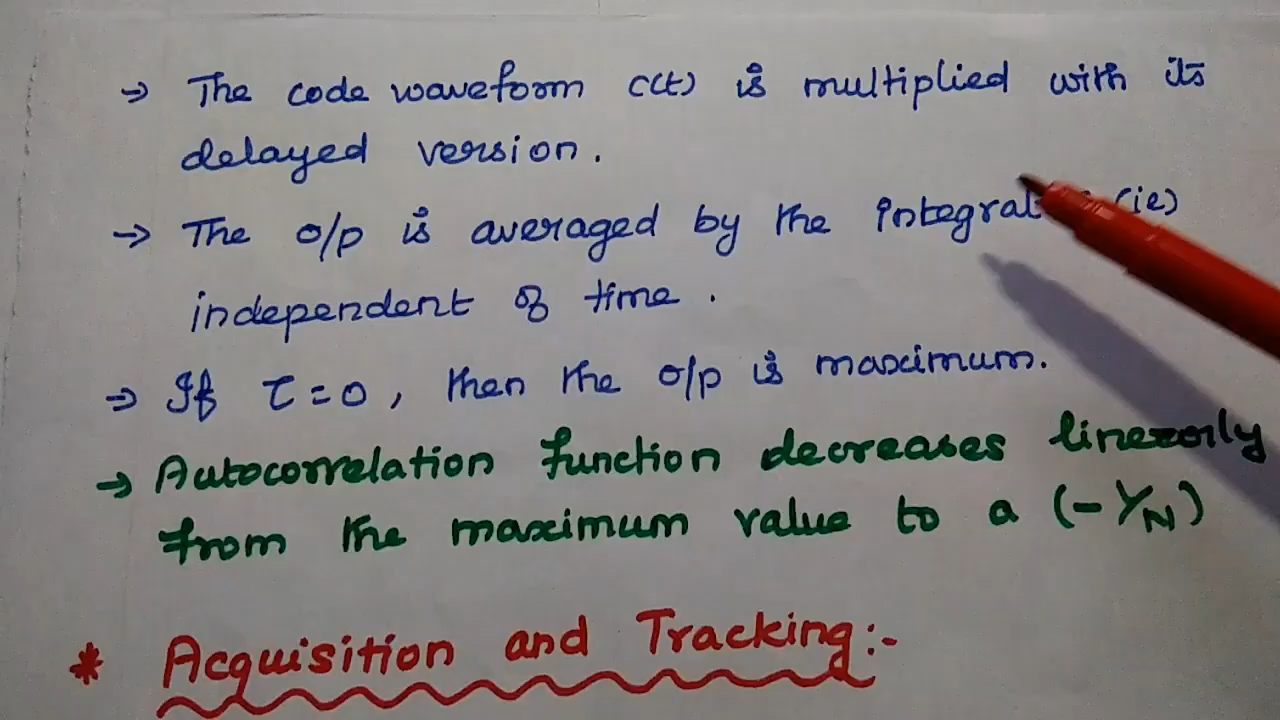 → The code waveform c(t) is multiplied with its
delayed version.
→ The o/p is averaged by the (ie)
independent of time.
→ If τ = 0, then the o/p is maximum.
→ Autocorrelation function decreases linearly
from the maximum value to a (-1/N)
* Acquisition and Tracking:-